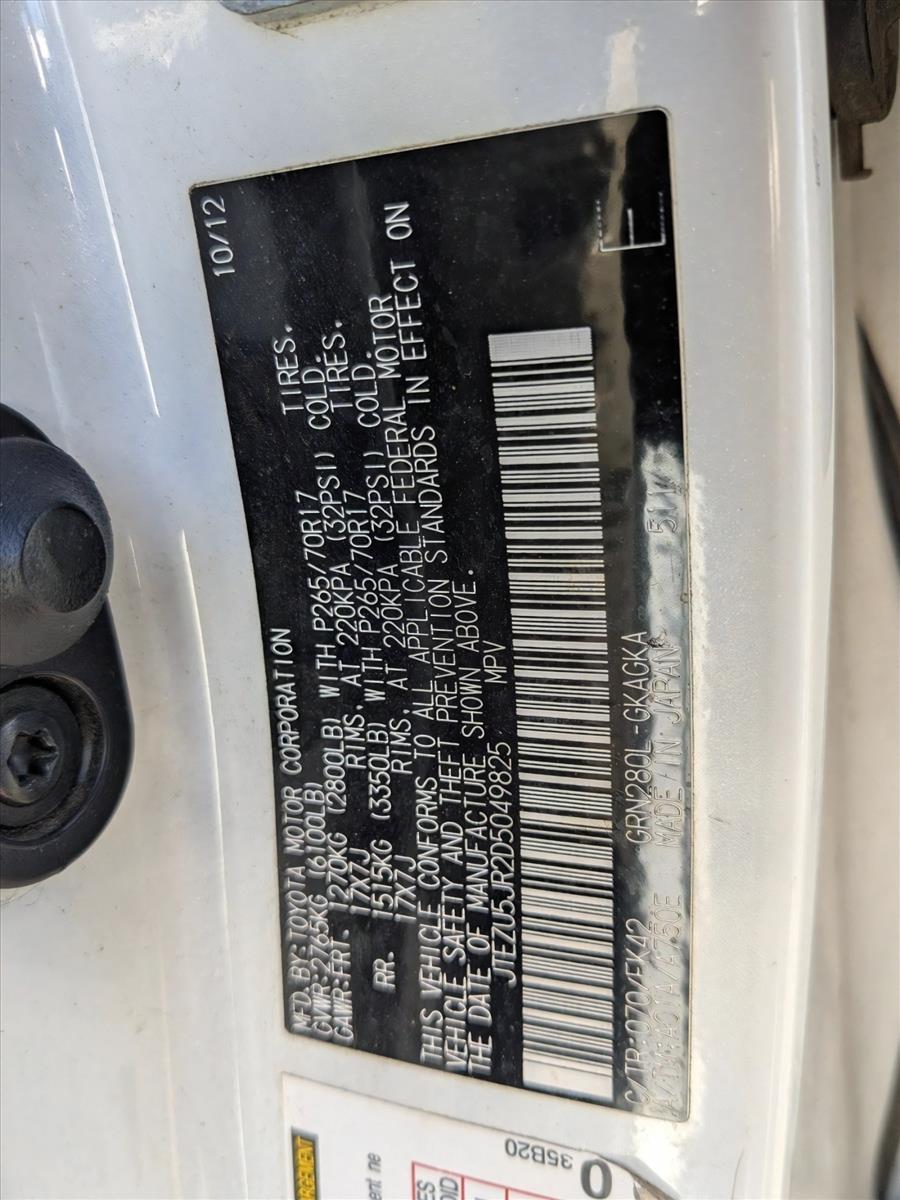 MFD. BY: TOYOTA MOTOR CORPORATION 10/12
GVWR: 2765KG (6100LB)
GAWR: FRT. 1270KG (2800LB) WITH P265/70R17 TIRES.
17X7J RIMS. AT 220KPA (32PSI) COLD.
RR. 1515KG (3350LB) WITH P265/70R17 TIRES.
17X7J RIMS. AT 220KPA (32PSI) COLD.
THIS VEHICLE CONFORMS TO ALL APPLICABLE FEDERAL MOTOR
VEHICLE SAFETY AND THEFT PREVENTION STANDARDS IN EFFECT ON
THE DATE OF MANUFACTURE SHOWN ABOVE.
JTEZU5JR2D5049825 MPV
C/TR: 070/FK42 GRN280L-GKAGKA
A/TM: A01A/A750E MADE IN JAPAN
35B20